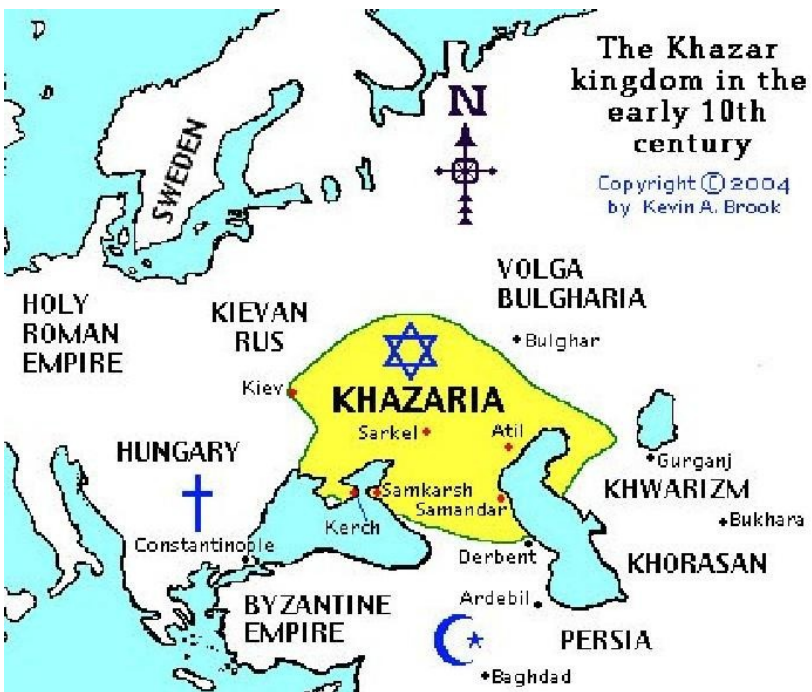 The Khazar
kingdom in the
early 10th
century
Copyright © 2004
by Kevin A. Brook
N
SWEDEN
VOLGA
BULGHARIA
HOLY
ROMAN
EMPIRE
KIEVAN
RUS
Bulghar
Kiev
KHAZARIA
Sarkel
Atil
HUNGARY
Gurganj
Samkarsh
KHWARIZM
Samandar
Kerch
Bukhara
Constantinople
Derbent
KHORASAN
Ardebil
BYZANTINE
EMPIRE
PERSIA
Baghdad